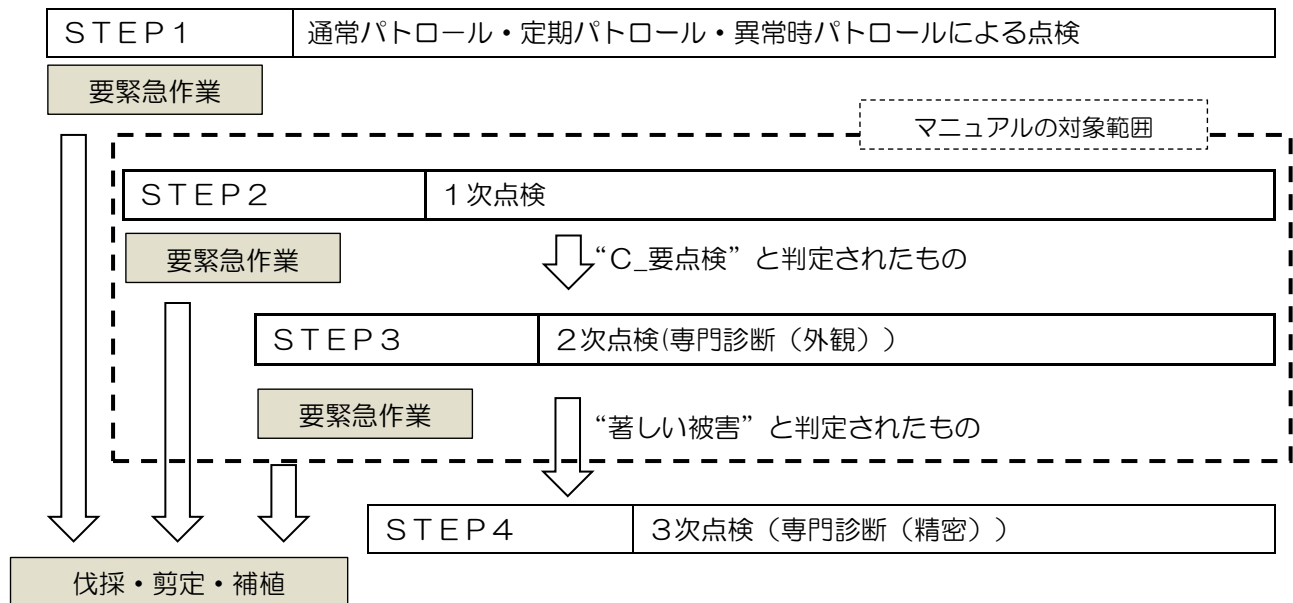 STEP1 通常パトロール・定期パトロール・異常時パトロールによる点検
要緊急作業
マニュアルの対象範囲
STEP2 1次点検
要緊急作業
“C_要点検”と判定されたもの
STEP3 2次点検(専門診断（外観））
要緊急作業
“著しい被害”と判定されたもの
STEP4 3次点検（専門診断（精密））
伐採・剪定・補植